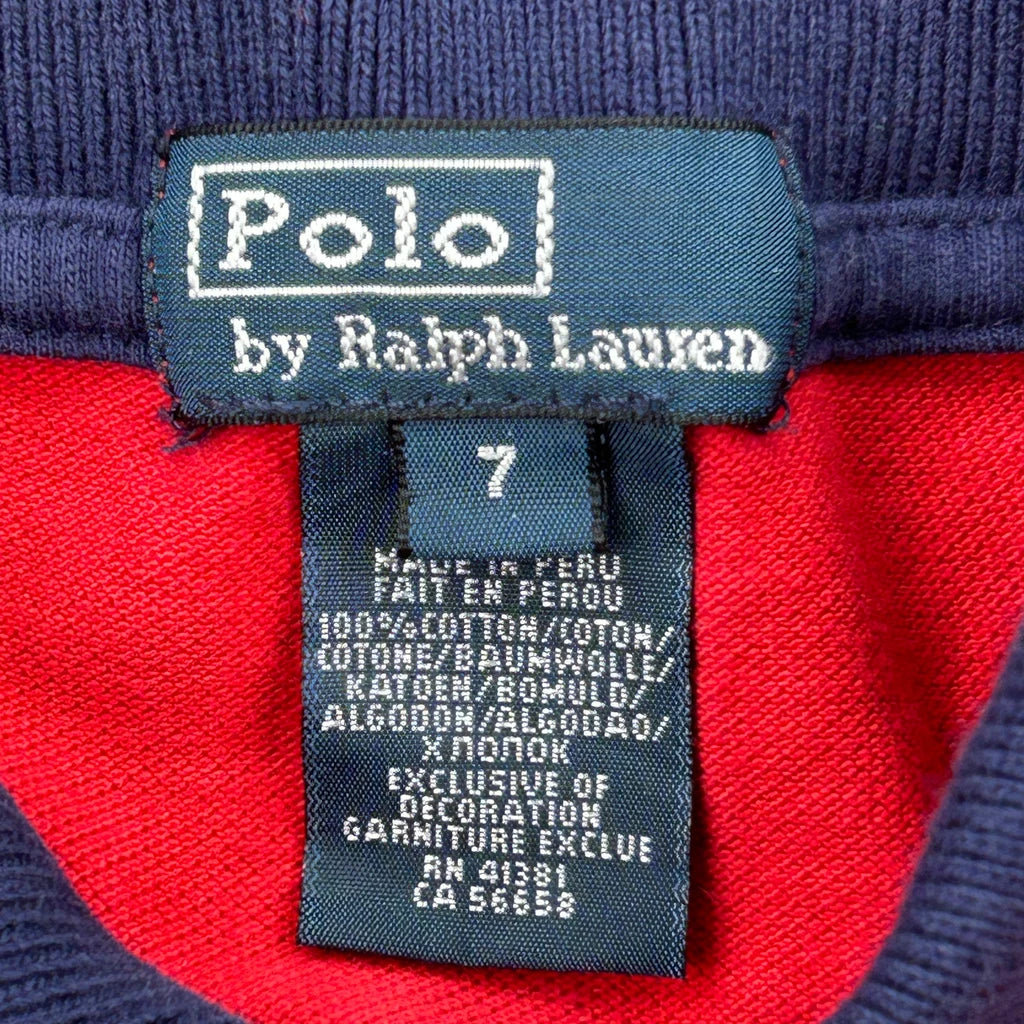 Polo
by Ralph Lauren
7
MADE IN PERU
FAIT EN PEROU
100% COTTON/COTON/
COTONE/BAUMWOLLE/
KATOEN/BOMULD/
ALGODON/ALGODAO/
ХЛОПОК
EXCLUSIVE OF
DECORATION
GARNITURE EXCLUE
RN 41381
CA 56658